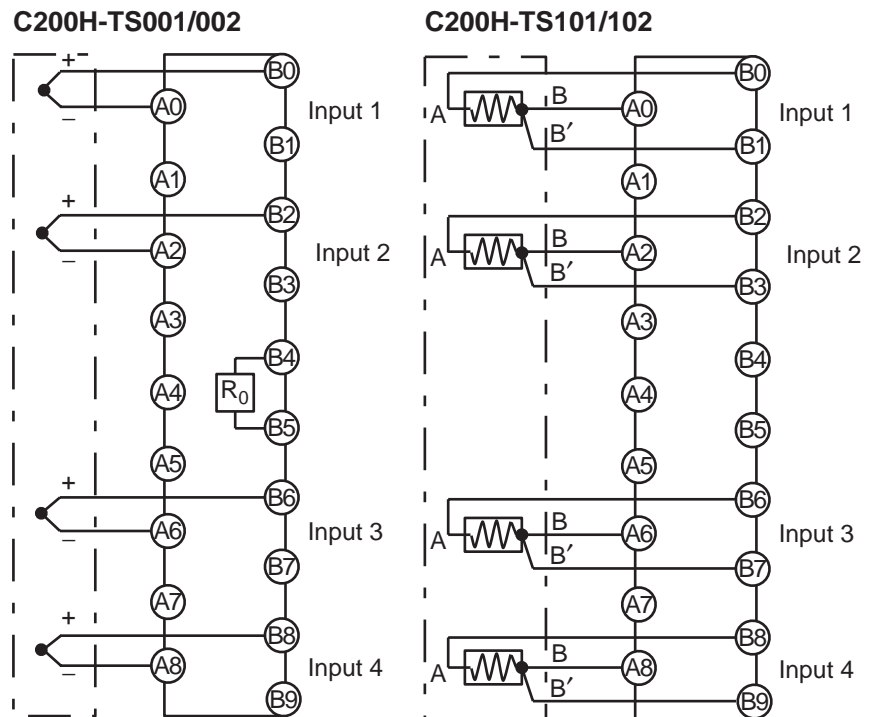 C200H-TS001/002
+
B0
A0
Input 1
–
B1
A1
+
B2
A2
Input 2
–
B3
A3
B4
R0
A4
B5
A5
+
B6
A6
Input 3
–
B7
A7
+
B8
A8
Input 4
–
B9
C200H-TS101/102
B0
A
B
A0
Input 1
B′
B1
A1
B2
A
B
A2
Input 2
B′
B3
A3
B4
A4
B5
A5
B6
A
B
A6
Input 3
B′
B7
A7
B8
A
B
A8
Input 4
B′
B9